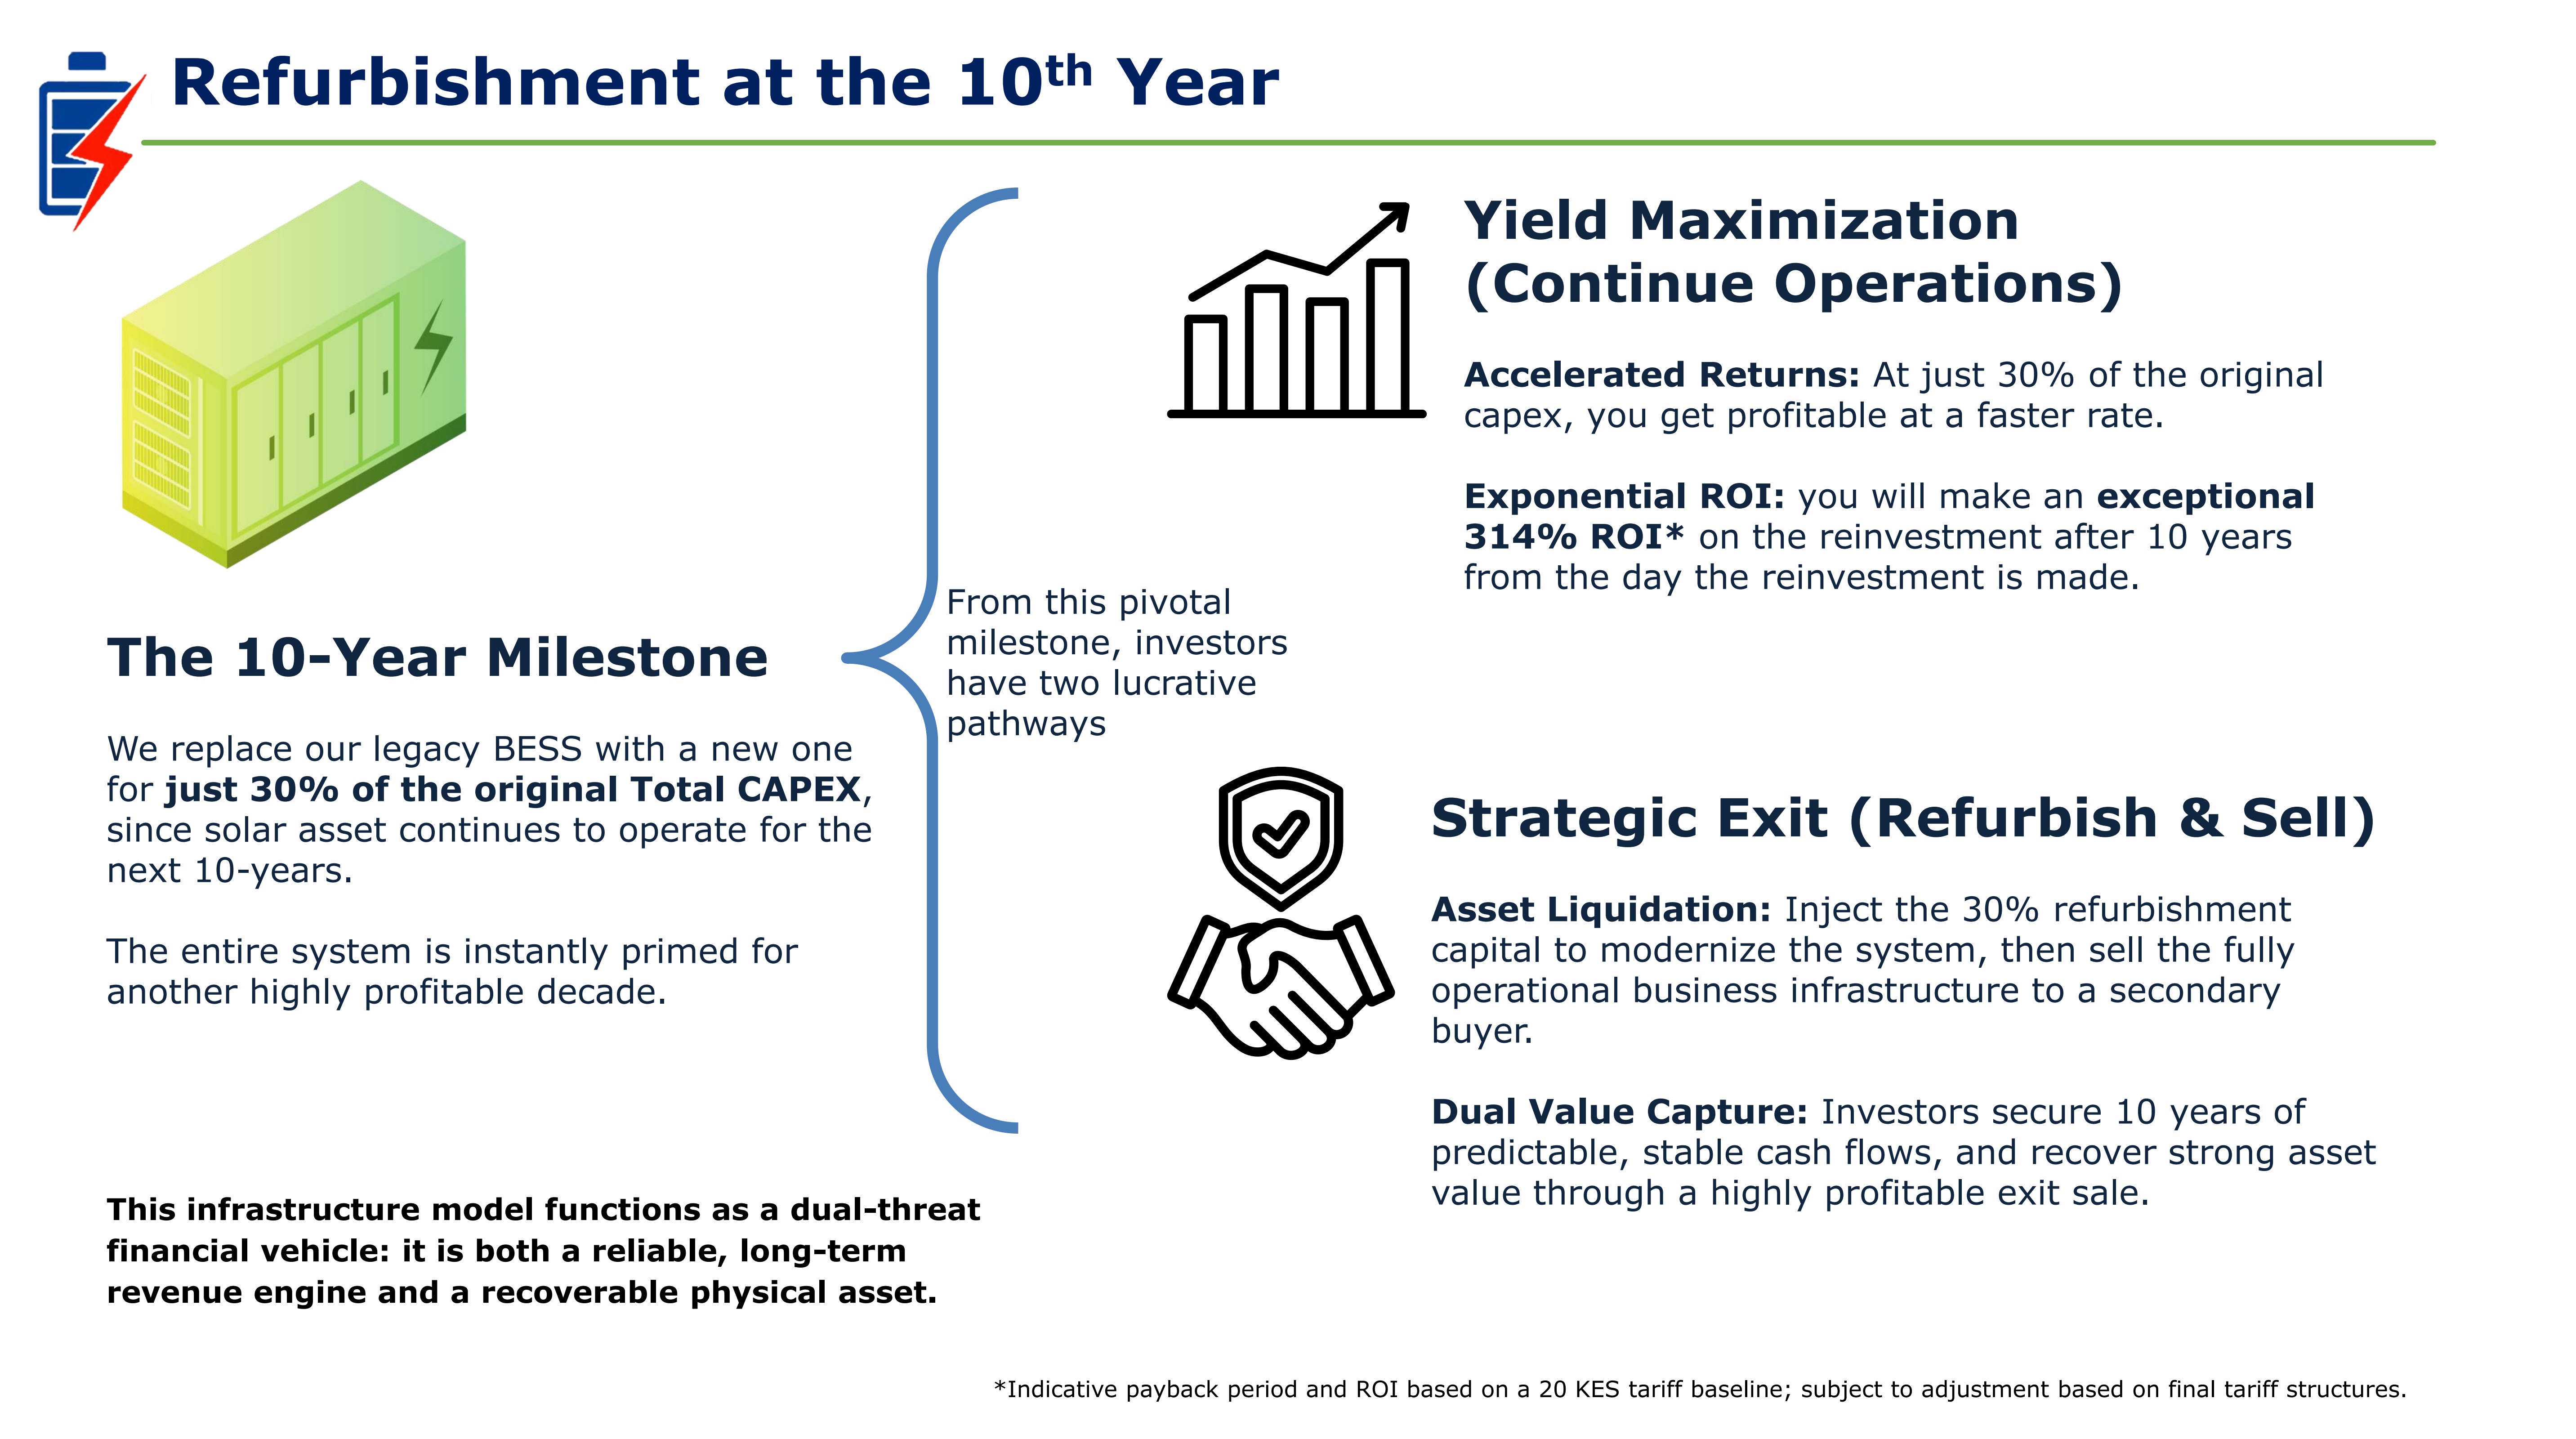 Refurbishment at the 10th Year
The 10-Year Milestone
We replace our legacy BESS with a new one
for just 30% of the original Total CAPEX,
since solar asset continues to operate for the
next 10-years.
The entire system is instantly primed for
another highly profitable decade.
This infrastructure model functions as a dual-threat
financial vehicle: it is both a reliable, long-term
revenue engine and a recoverable physical asset.
From this pivotal
milestone, investors
have two lucrative
pathways
Yield Maximization
(Continue Operations)
Accelerated Returns: At just 30% of the original
capex, you get profitable at a faster rate.
Exponential ROI: you will make an exceptional
314% ROI* on the reinvestment after 10 years
from the day the reinvestment is made.
Strategic Exit (Refurbish & Sell)
Asset Liquidation: Inject the 30% refurbishment
capital to modernize the system, then sell the fully
operational business infrastructure to a secondary
buyer.
Dual Value Capture: Investors secure 10 years of
predictable, stable cash flows, and recover strong asset
value through a highly profitable exit sale.
*Indicative payback period and ROI based on a 20 KES tariff baseline; subject to adjustment based on final tariff structures.